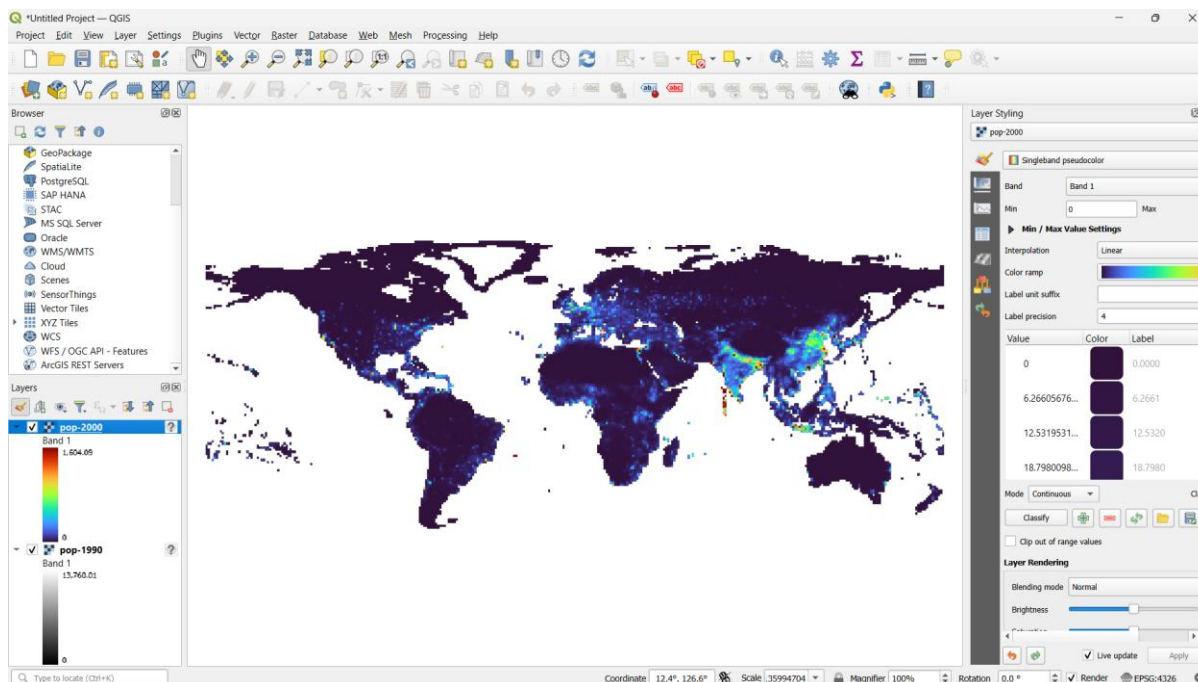 *Untitled Project — QGIS
Project Edit View Layer Settings Plugins Vector Raster Database Web Mesh Processing Help
Browser
GeoPackage
SpatiaLite
PostgreSQL
SAP HANA
STAC
MS SQL Server
Oracle
WMS/WMTS
Cloud
Scenes
SensorThings
Vector Tiles
XYZ Tiles
WCS
WFS / OGC API - Features
ArcGIS REST Servers
Layers
pop-2000 ?
Band 1
1,604.09
0
pop-1990 ?
Band 1
13,760.01
0
Layer Styling
pop-2000
Singleband pseudocolor
Band Band 1
Min 0 Max
Min / Max Value Settings
Interpolation Linear
Color ramp
Label unit suffix
Label precision 4
Value Color Label
0 0.0000
6.26605676... 6.2661
12.5319531... 12.5320
18.7980098... 18.7980
Mode Continuous Cl
Classify
Clip out of range values
Layer Rendering
Blending mode Normal
Brightness
Saturation
Live update Apply
Type to locate (Ctrl+K) Coordinate 12.4°, 126.6° Scale 35994704 Magnifier 100% Rotation 0.0 ° Render EPSG:4326